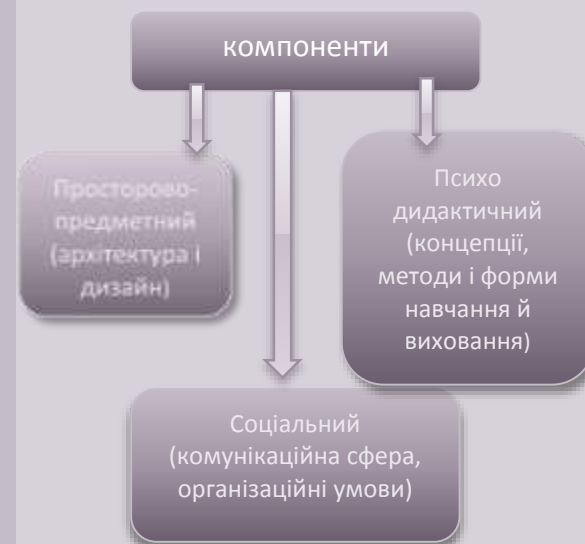 компоненти
Просторово-
предметний
(архітектура і
дизайн)
Психо
дидактичний
(концепції,
методи і форми
навчання й
виховання)
Соціальний
(комунікаційна сфера,
організаційні умови)